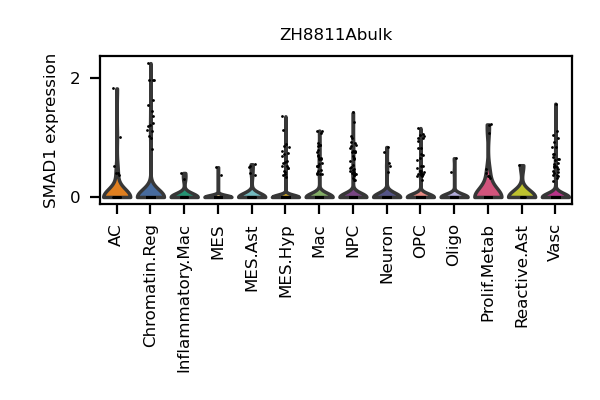 ZH8811Abulk
SMAD1 expression
2
0
AC
Chromatin.Reg
Inflammatory.Mac
MES
MES.Ast
MES.Hyp
Mac
NPC
Neuron
OPC
Oligo
Prolif.Metab
Reactive.Ast
Vasc